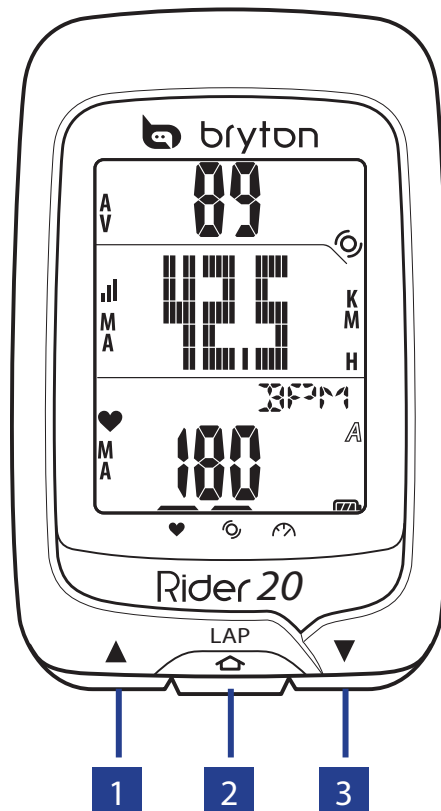 bryton
AV
89
42.5
MA
KM
H
BPM
A
MA
180
Rider 20
LAP
1 2 3